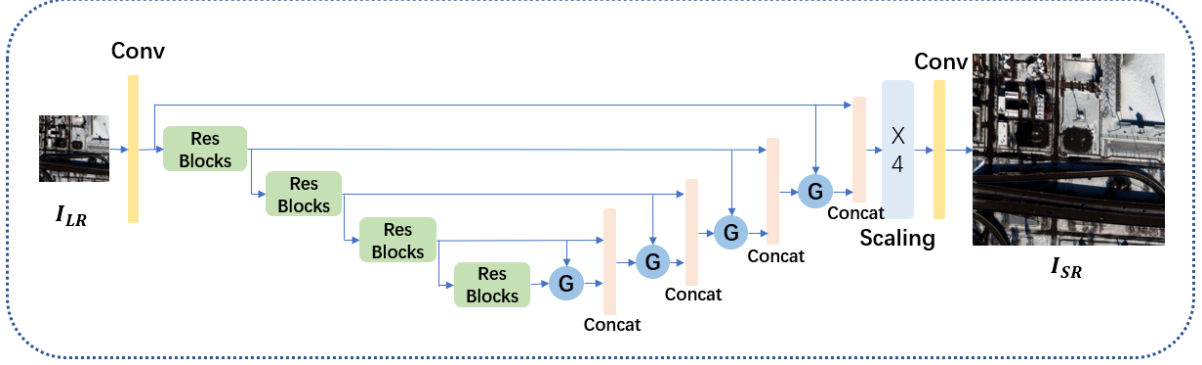 Conv
Conv
Res
Blocks
X
4
Res
Blocks
G
Concat
I_LR
Res
Blocks
G
Scaling
Concat
I_SR
Res
Blocks
G
G
Concat
Concat